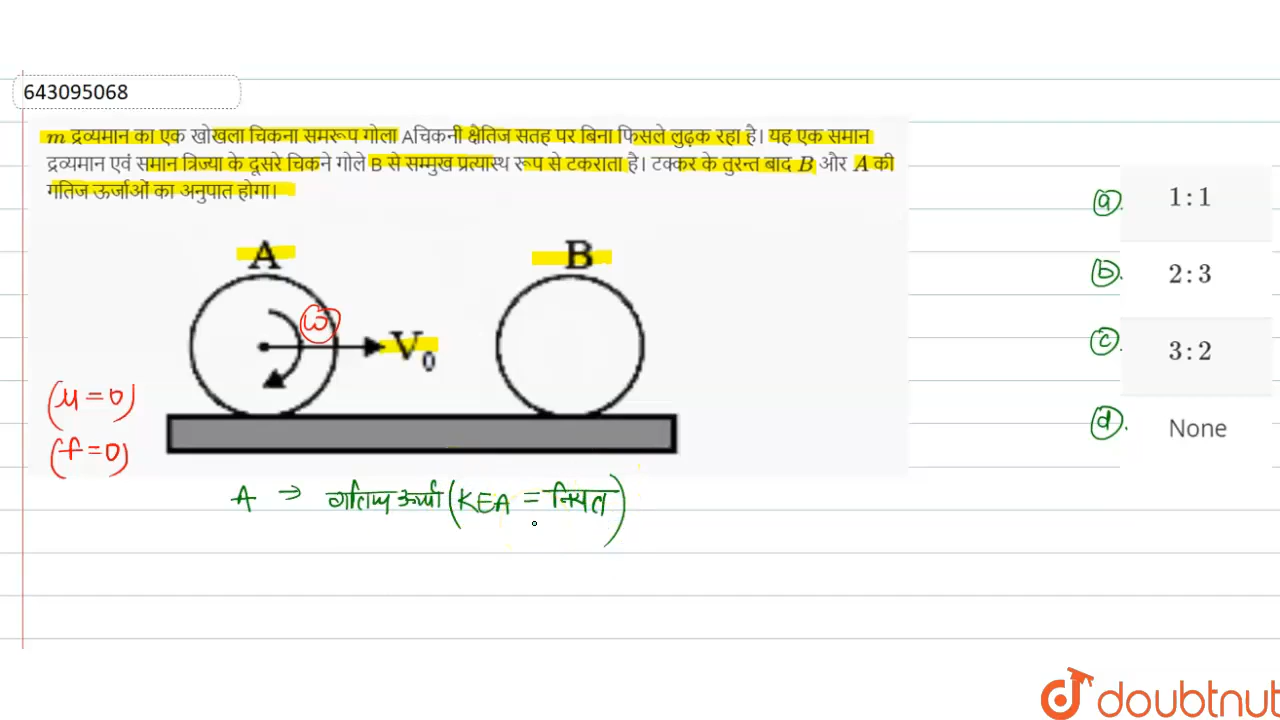 643095068
m द्रव्यमान का एक खोखला चिकना समरूप गोला Aचिकनी क्षैतिज सतह पर बिना फिसले लुढ़क रहा है। यह एक समान
द्रव्यमान एवं समान त्रिज्या के दूसरे चिकने गोले B से सम्मुख प्रत्यास्थ रूप से टकराता है। टक्कर के तुरन्त बाद B और A की
गतिज ऊर्जाओं का अनुपात होगा।
(a). 1 : 1
(b). 2 : 3
(c). 3 : 2
(d). None
A B
ω
V₀
(μ = 0)
(f = 0)
A ⇒ गतिज ऊर्जा (KEA = नियत)
doubtnut